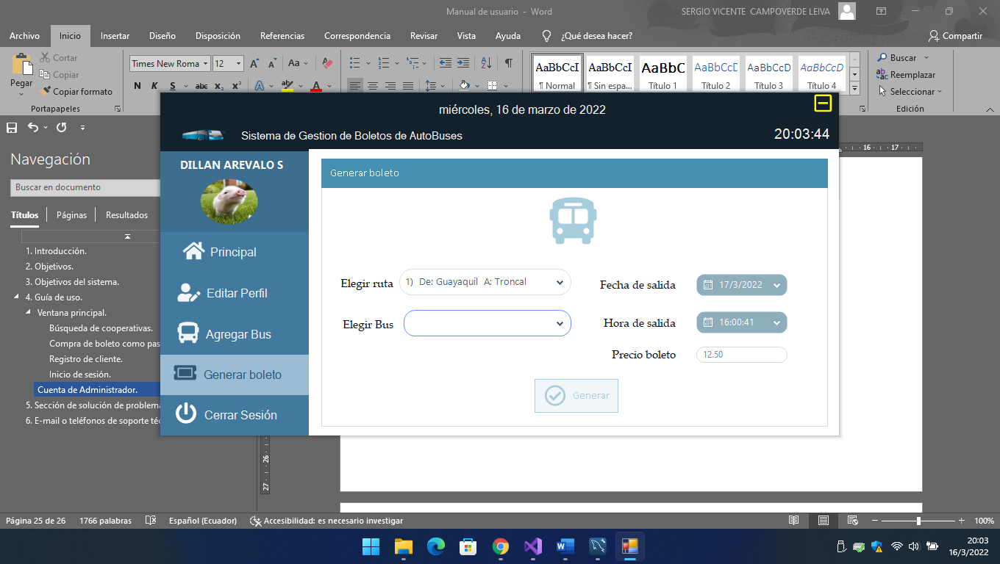 Manual de usuario - Word
SERGIO VICENTE CAMPOVERDE LEIVA
Archivo Inicio Insertar Diseño Disposición Referencias Correspondencia Revisar Vista Ayuda ¿Qué desea hacer? Compartir
Pegar
Cortar
Copiar
Copiar formato
Portapapeles
Times New Roma 12
N K S abc x₂ x²
AaBbCcI AaBbCcI AaBbC AaBbCcC AaBbCcD AaBbCcD
¶ Normal ¶ Sin espa... Título 1 Título 2 Título 3 Título 4
Buscar
Reemplazar
Seleccionar
Edición
miércoles, 16 de marzo de 2022
Sistema de Gestion de Boletos de AutoBuses
20:03:44
16 17
Navegación
Buscar en documento
Títulos Páginas Resultados
1. Introducción.
2. Objetivos.
3. Objetivos del sistema.
4. Guía de uso.
Ventana principal.
Búsqueda de cooperativas.
Compra de boleto como pas
Registro de cliente.
Inicio de sesión.
Cuenta de Administrador.
5. Sección de solución de problema
6. E-mail o teléfonos de soporte téc
DILLAN AREVALO S
Principal
Editar Perfil
Agregar Bus
Generar boleto
Cerrar Sesión
Generar boleto
Elegir ruta
1) De: Guayaquil A: Troncal
Elegir Bus
Fecha de salida
17/3/2022
Hora de salida
16:00:41
Precio boleto
12.50
Generar
26
27
Página 25 de 26 1766 palabras Español (Ecuador) Accesibilidad: es necesario investigar
100%
20:03
16/3/2022